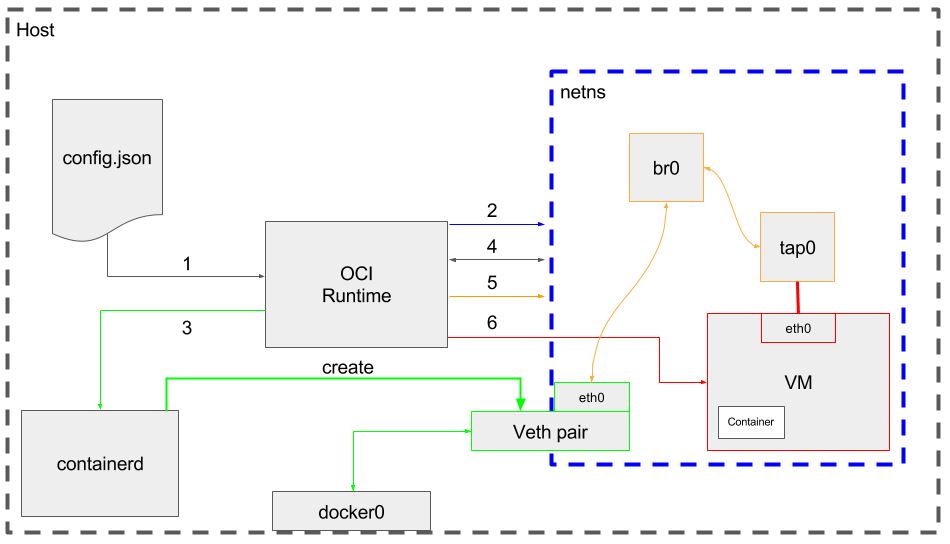 Host
netns
config.json
br0
2
tap0
4
1
OCI
Runtime
5
3
6
eth0
create
VM
eth0
Container
Veth pair
containerd
docker0